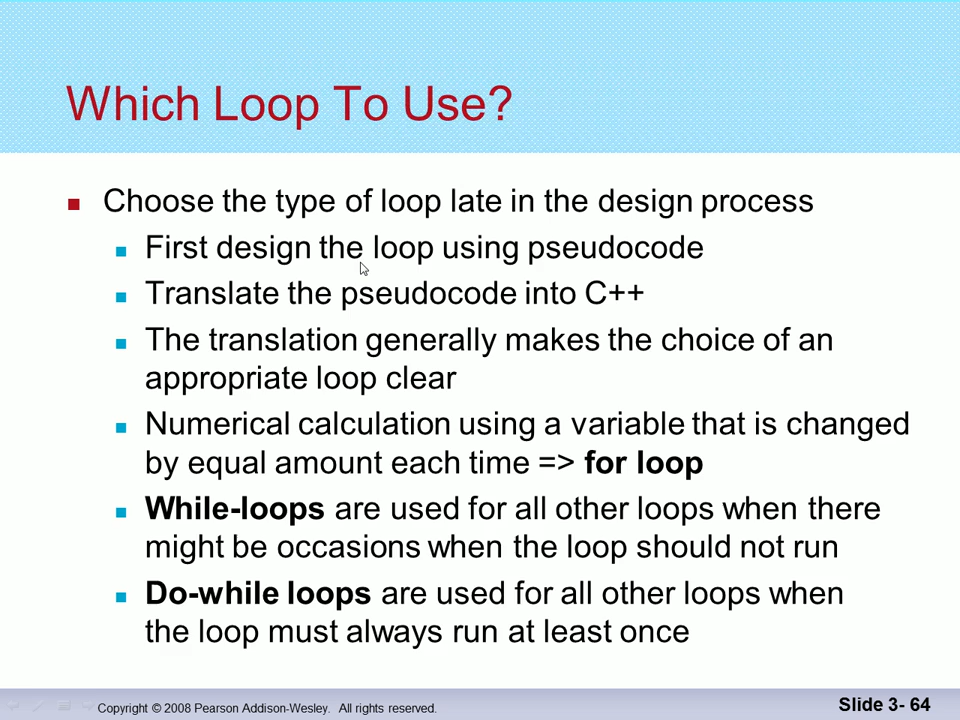 Which Loop To Use?
Choose the type of loop late in the design process
First design the loop using pseudocode
Translate the pseudocode into C++
The translation generally makes the choice of an
appropriate loop clear
Numerical calculation using a variable that is changed
by equal amount each time => for loop
While-loops are used for all other loops when there
might be occasions when the loop should not run
Do-while loops are used for all other loops when
the loop must always run at least once
Copyright © 2008 Pearson Addison-Wesley. All rights reserved.
Slide 3- 64